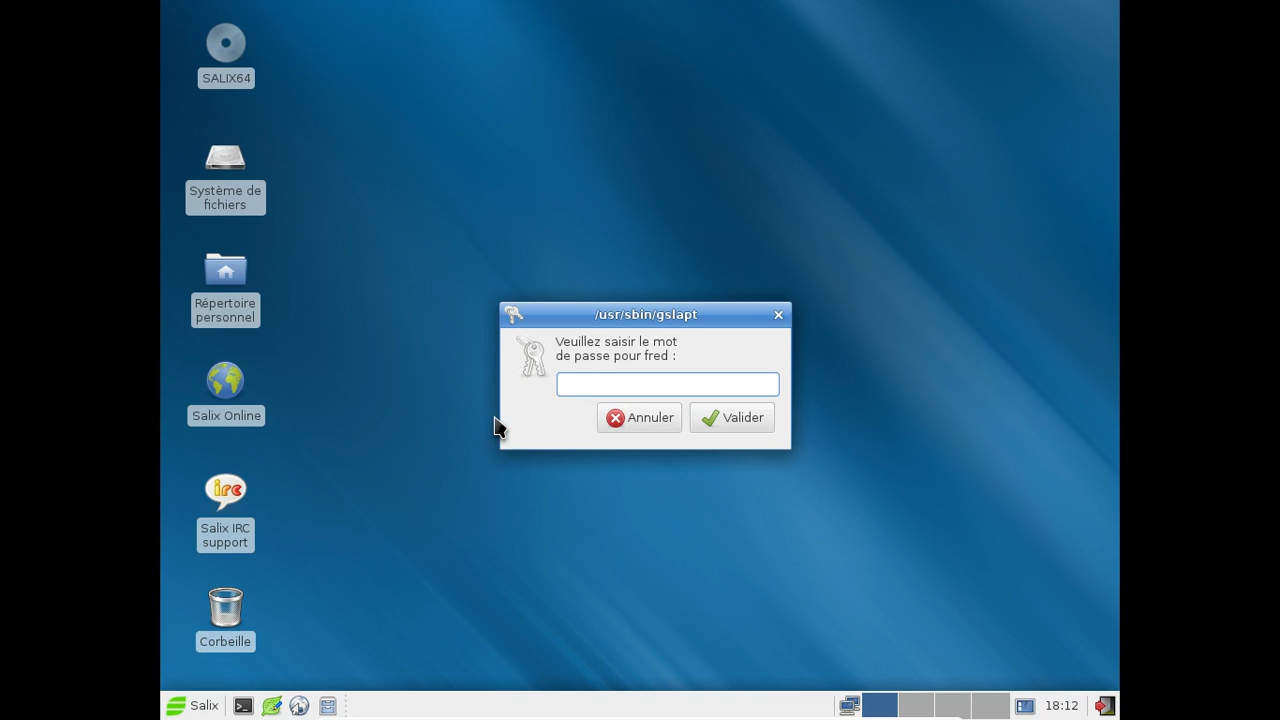 SALIX64
Système de
fichiers
Répertoire
personnel
Salix Online
irc
Salix IRC
support
Corbeille
/usr/sbin/gslapt
Veuillez saisir le mot
de passe pour fred :
Annuler
Valider
Salix
18:12